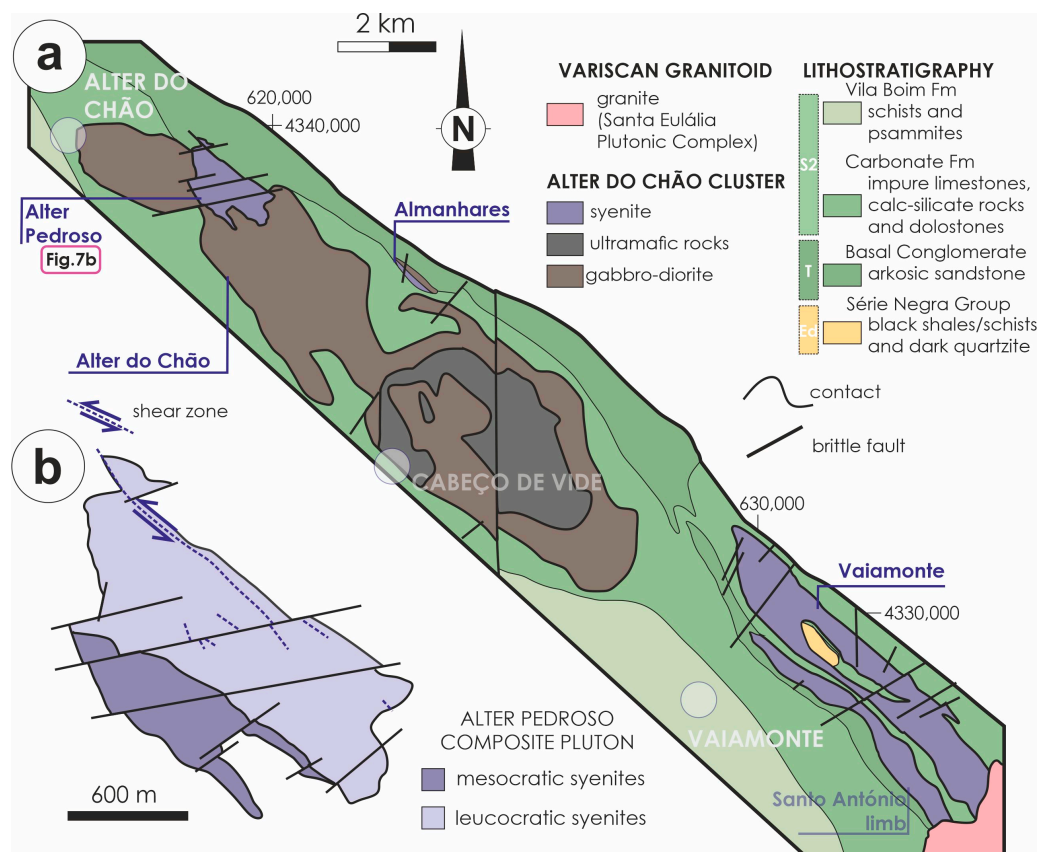 a
2 km
ALTER DO
CHÃO
620,000
4340,000
N
VARISCAN GRANITOID
granite
(Santa Eulália
Plutonic Complex)
ALTER DO CHÃO CLUSTER
syenite
ultramafic rocks
gabbro-diorite
LITHOSTRATIGRAPHY
Vila Boim Fm
schists and
psammites
S2
Carbonate Fm
impure limestones,
calc-silicate rocks
and dolostones
T
Basal Conglomerate
arkosic sandstone
Ed
Série Negra Group
black shales/schists
and dark quartzite
contact
brittle fault
Alter
Pedroso
Fig.7b
Almanhares
Alter do Chão
shear zone
b
CABEÇO DE VIDE
630,000
Vaiamonte
4330,000
VAIAMONTE
Santo António
limb
ALTER PEDROSO
COMPOSITE PLUTON
mesocratic syenites
leucocratic syenites
600 m